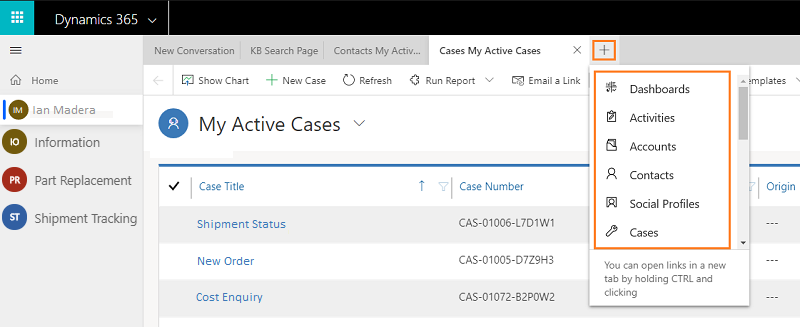 Dynamics 365
New Conversation KB Search Page Contacts My Activ... Cases My Active Cases
Home
Show Chart New Case Refresh Run Report Email a Link emplates
IM Ian Madera
Dashboards
My Active Cases
Activities
IO Information
Accounts
PR Part Replacement
Contacts
Case Title Case Number Origin
Social Profiles
ST Shipment Tracking
Shipment Status CAS-01006-L7D1W1 ---
Cases
New Order CAS-01005-D7Z9H3 ---
You can open links in a new
tab by holding CTRL and
clicking
Cost Enquiry CAS-01072-B2P0W2 ---